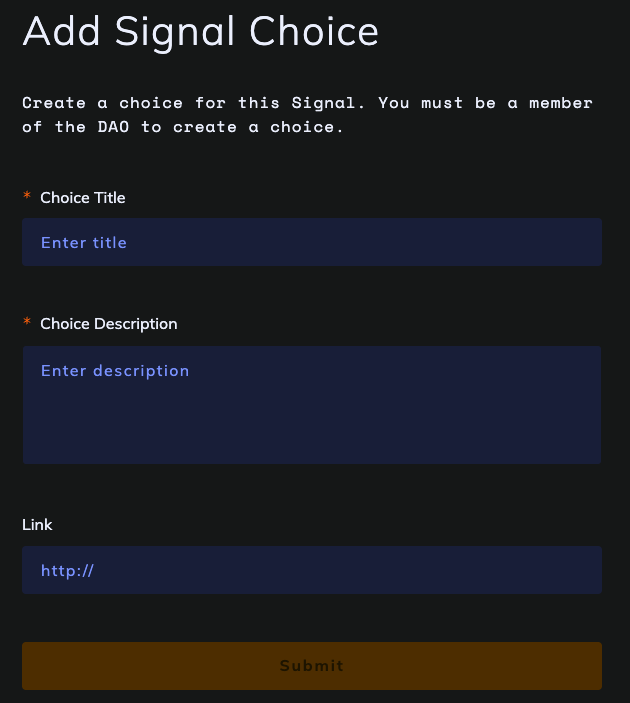 Add Signal Choice
Create a choice for this Signal. You must be a member
of the DAO to create a choice.
* Choice Title
Enter title
* Choice Description
Enter description
Link
http://
Submit